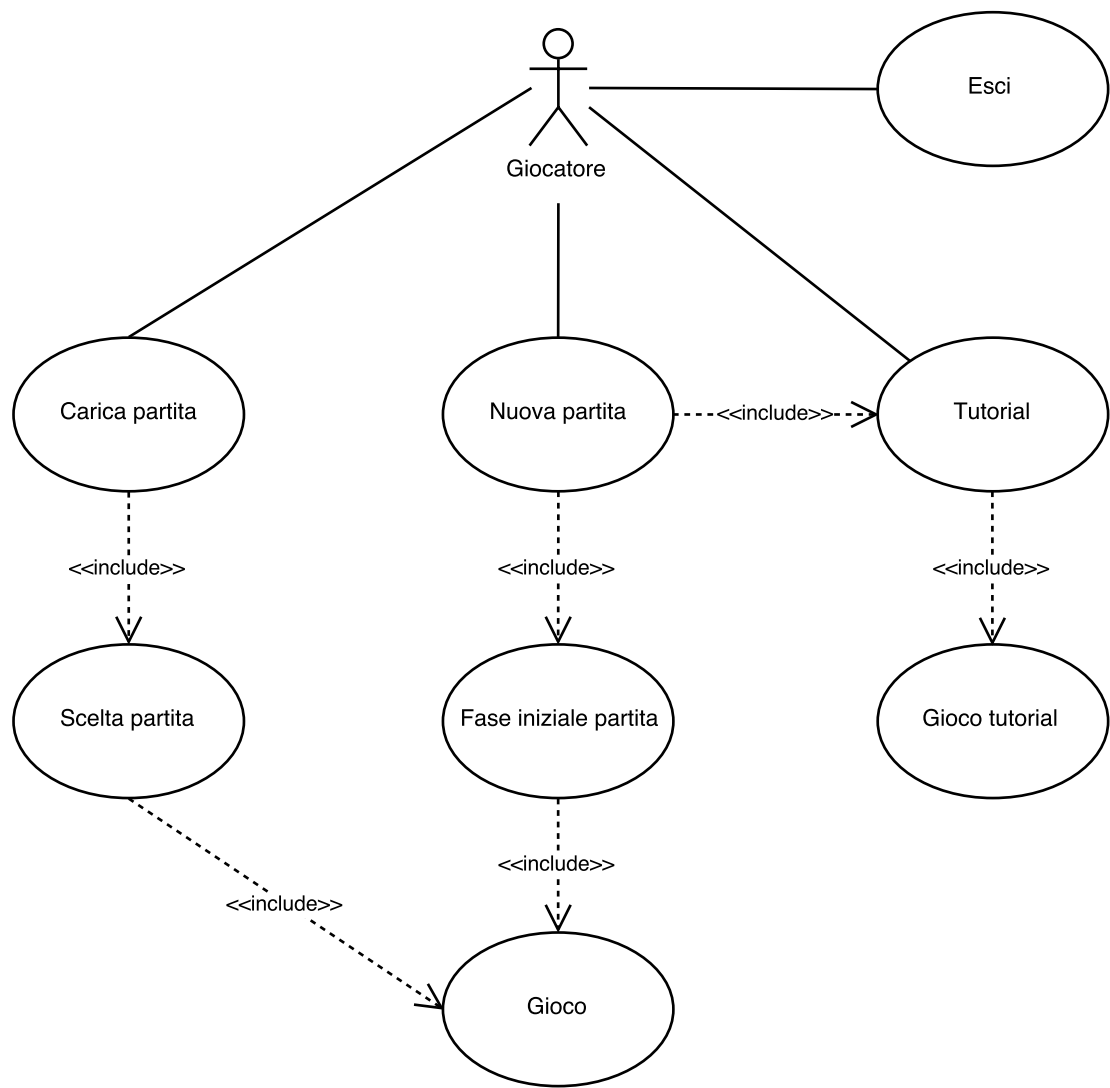 Esci
Giocatore
Carica partita
Nuova partita
<<include>>
Tutorial
<<include>>
<<include>>
<<include>>
Scelta partita
Fase iniziale partita
Gioco tutorial
<<include>>
<<include>>
Gioco